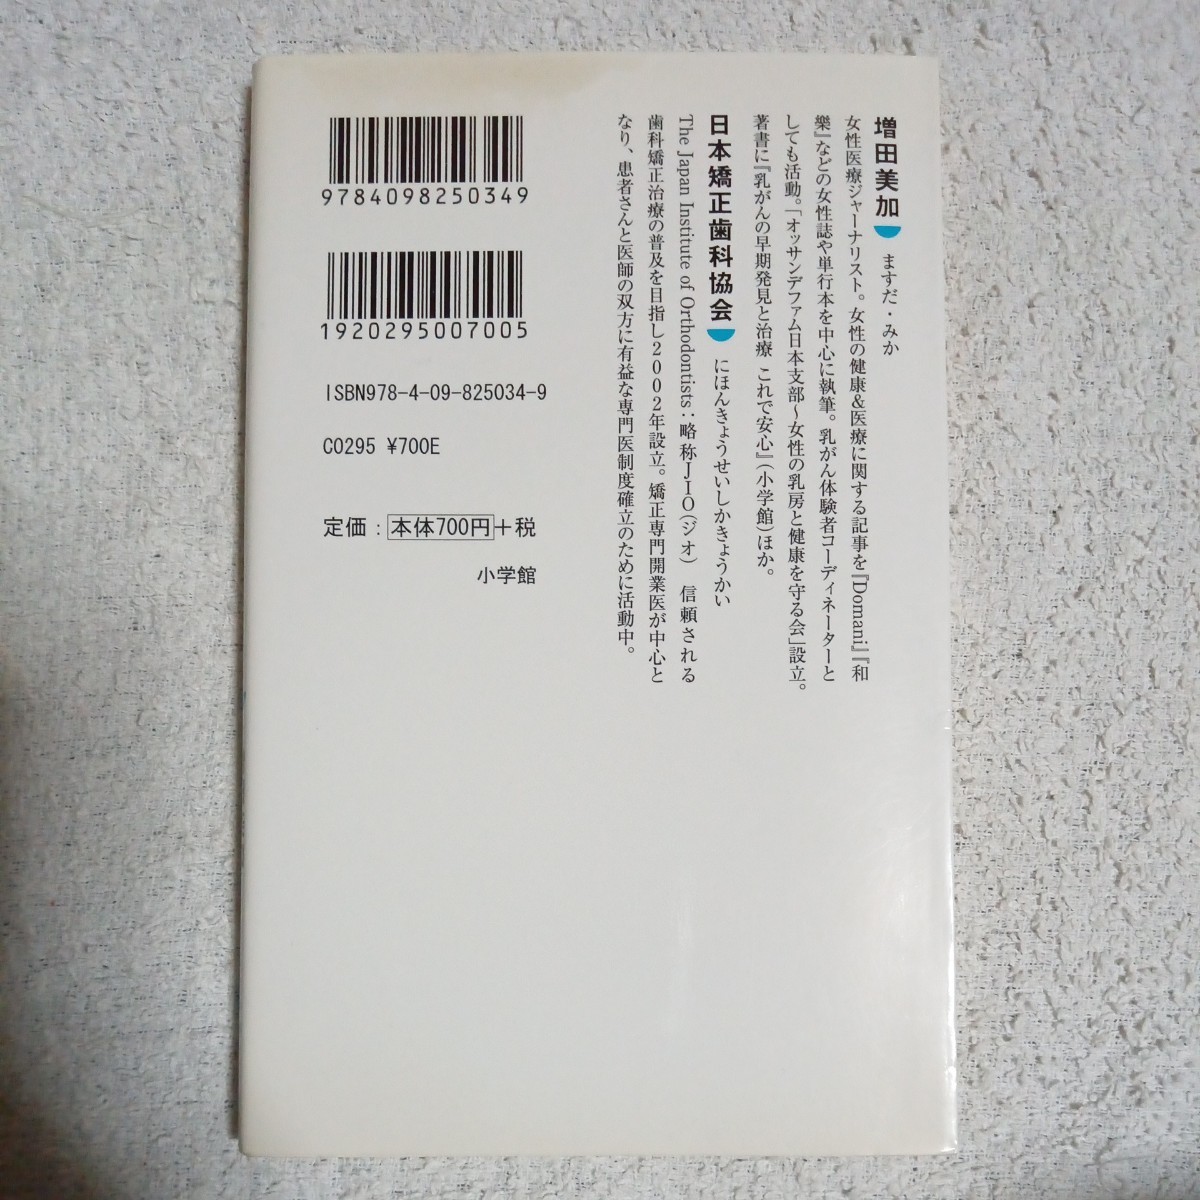 増田美加 ますだ・みか
女性医療ジャーナリスト。女性の健康&医療に関する記事を『Domani』『和
樂』などの女性誌や単行本を中心に執筆。乳がん体験者コーディネーターと
しても活動。「オッサンデファム日本支部〜女性の乳房と健康を守る会」設立。
著書に『乳がんの早期発見と治療 これで安心』(小学館)ほか。
日本矯正歯科協会 にほんきょうせいしかきょうかい
The Japan Institute of Orthodontists:略称JIO(ジオ) 信頼される
歯科矯正治療の普及を目指し2002年設立。矯正専門開業医が中心と
なり、患者さんと医師の双方に有益な専門医制度確立のために活動中。
9784098250349
1920295007005
ISBN978-4-09-825034-9
C0295 ¥700E
定価:本体700円+税
小学館